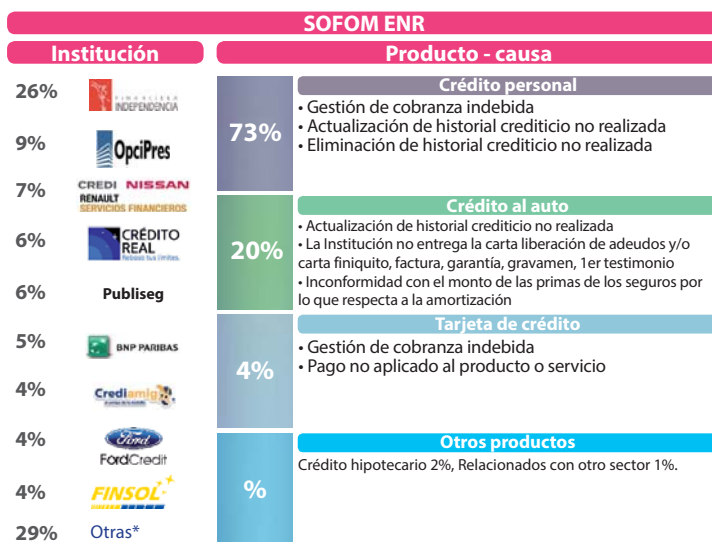 SOFOM ENR
Institución
26%
FINANCIERA
INDEPENDENCIA
9%
OpciPres
7%
CREDI NISSAN
RENAULT
SERVICIOS FINANCIEROS
6%
CRÉDITO
REAL
Rebasa tus límites.
6%
Publiseg
5%
BNP PARIBAS
4%
Crediamig
4%
Ford
FordCredit
4%
FINSOL
29%
Otras*
Producto - causa
73%
Crédito personal
• Gestión de cobranza indebida
• Actualización de historial crediticio no realizada
• Eliminación de historial crediticio no realizada
20%
Crédito al auto
• Actualización de historial crediticio no realizada
• La Institución no entrega la carta liberación de adeudos y/o
carta finiquito, factura, garantía, gravamen, 1er testimonio
• Inconformidad con el monto de las primas de los seguros por
lo que respecta a la amortización
4%
Tarjeta de crédito
• Gestión de cobranza indebida
• Pago no aplicado al producto o servicio
%
Otros productos
Crédito hipotecario 2%, Relacionados con otro sector 1%.